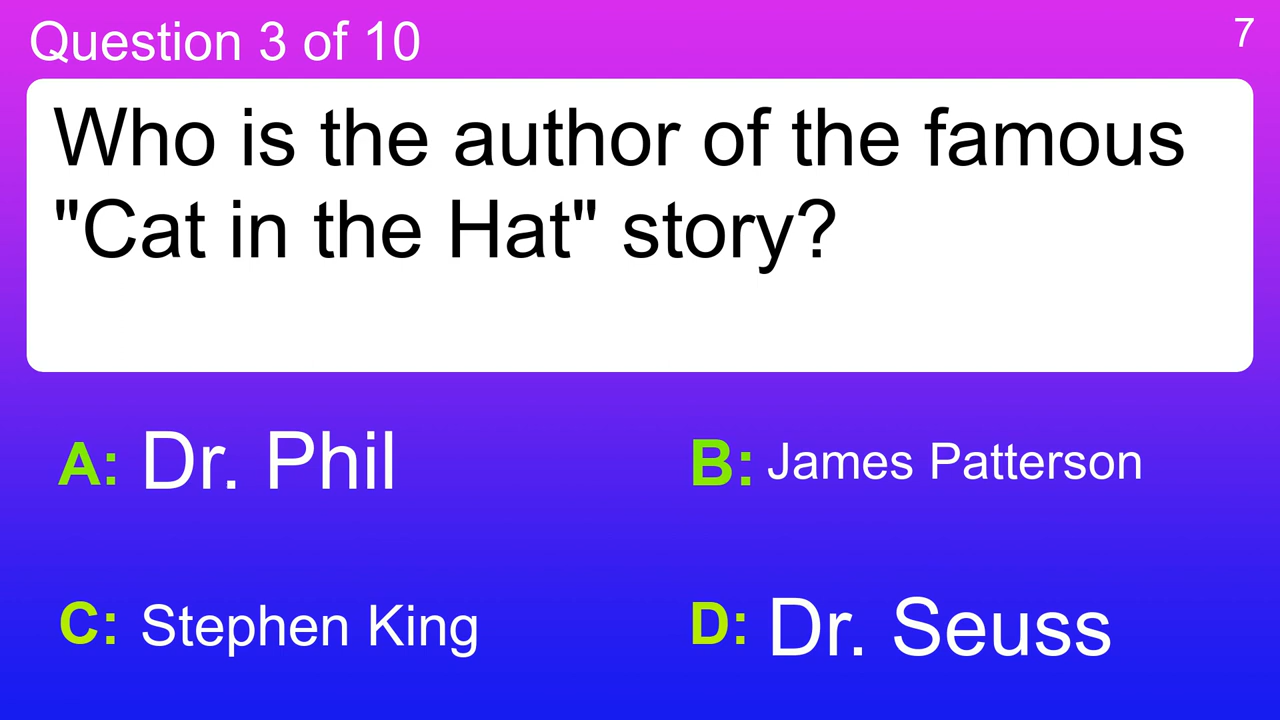 Question 3 of 10
7
Who is the author of the famous
"Cat in the Hat" story?
A: Dr. Phil
B: James Patterson
C: Stephen King
D: Dr. Seuss